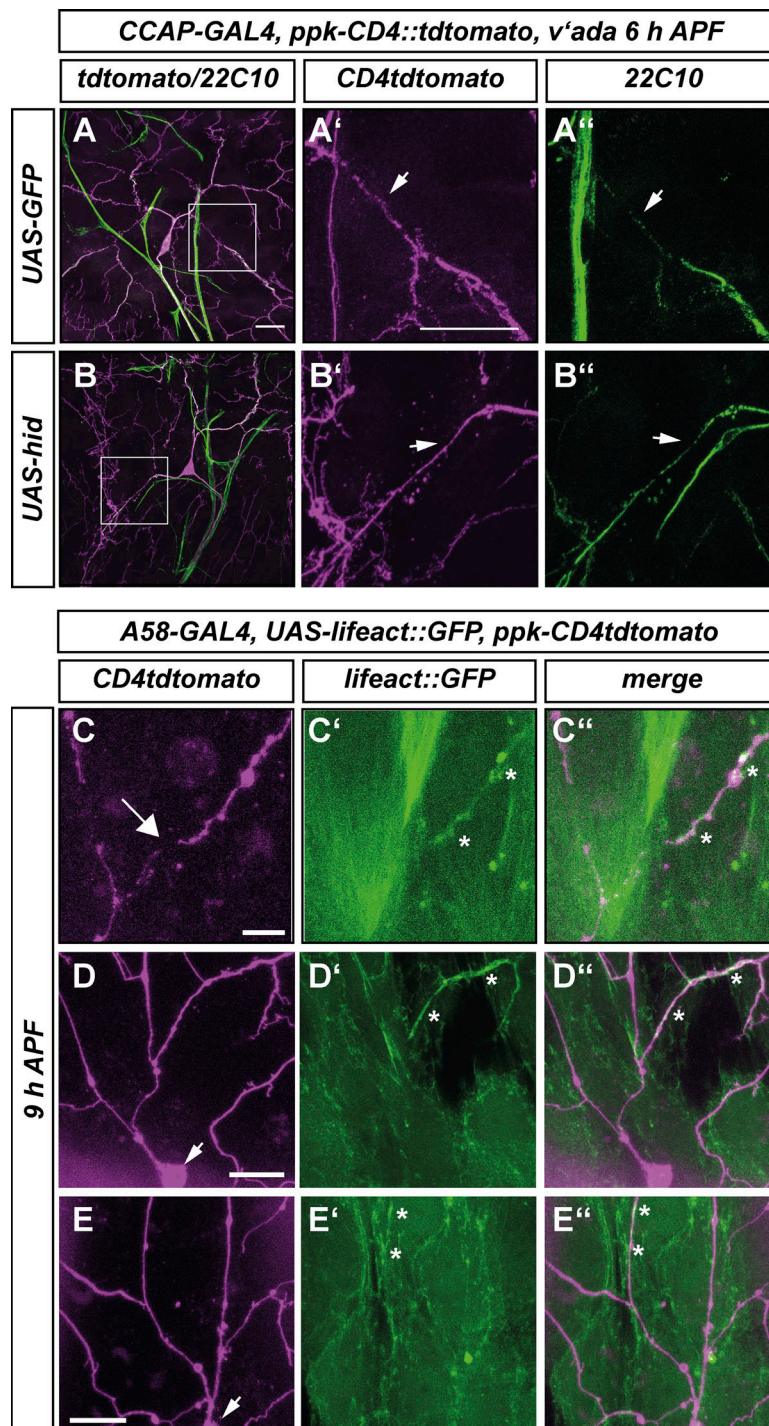 CCAP-GAL4, ppk-CD4::tdtomato, v‘ada 6 h APF
tdtomato/22C10
CD4tdtomato
22C10
UAS-GFP
A
A‘
A“
UAS-hid
B
B‘
B“
A58-GAL4, UAS-lifeact::GFP, ppk-CD4tdtomato
CD4tdtomato
lifeact::GFP
merge
9 h APF
C
C‘
*
*
C“
*
*
D
D‘
*
*
D“
*
*
E
E‘
*
*
E“
*
*